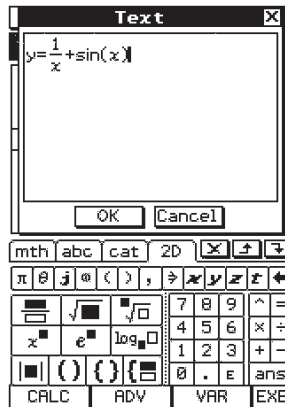 Text
y=1/x+sin(x)
OK Cancel
mth abc cat 2D
π θ i ∞ ( ) , ⇒ x y z t ←
√■ ■√□ 7 8 9 ^ =
x■ e■ log■□ 4 5 6 × ÷
1 2 3 + −
|■| () {} {■ 0 . E ans
CALC ADV VAR EXE